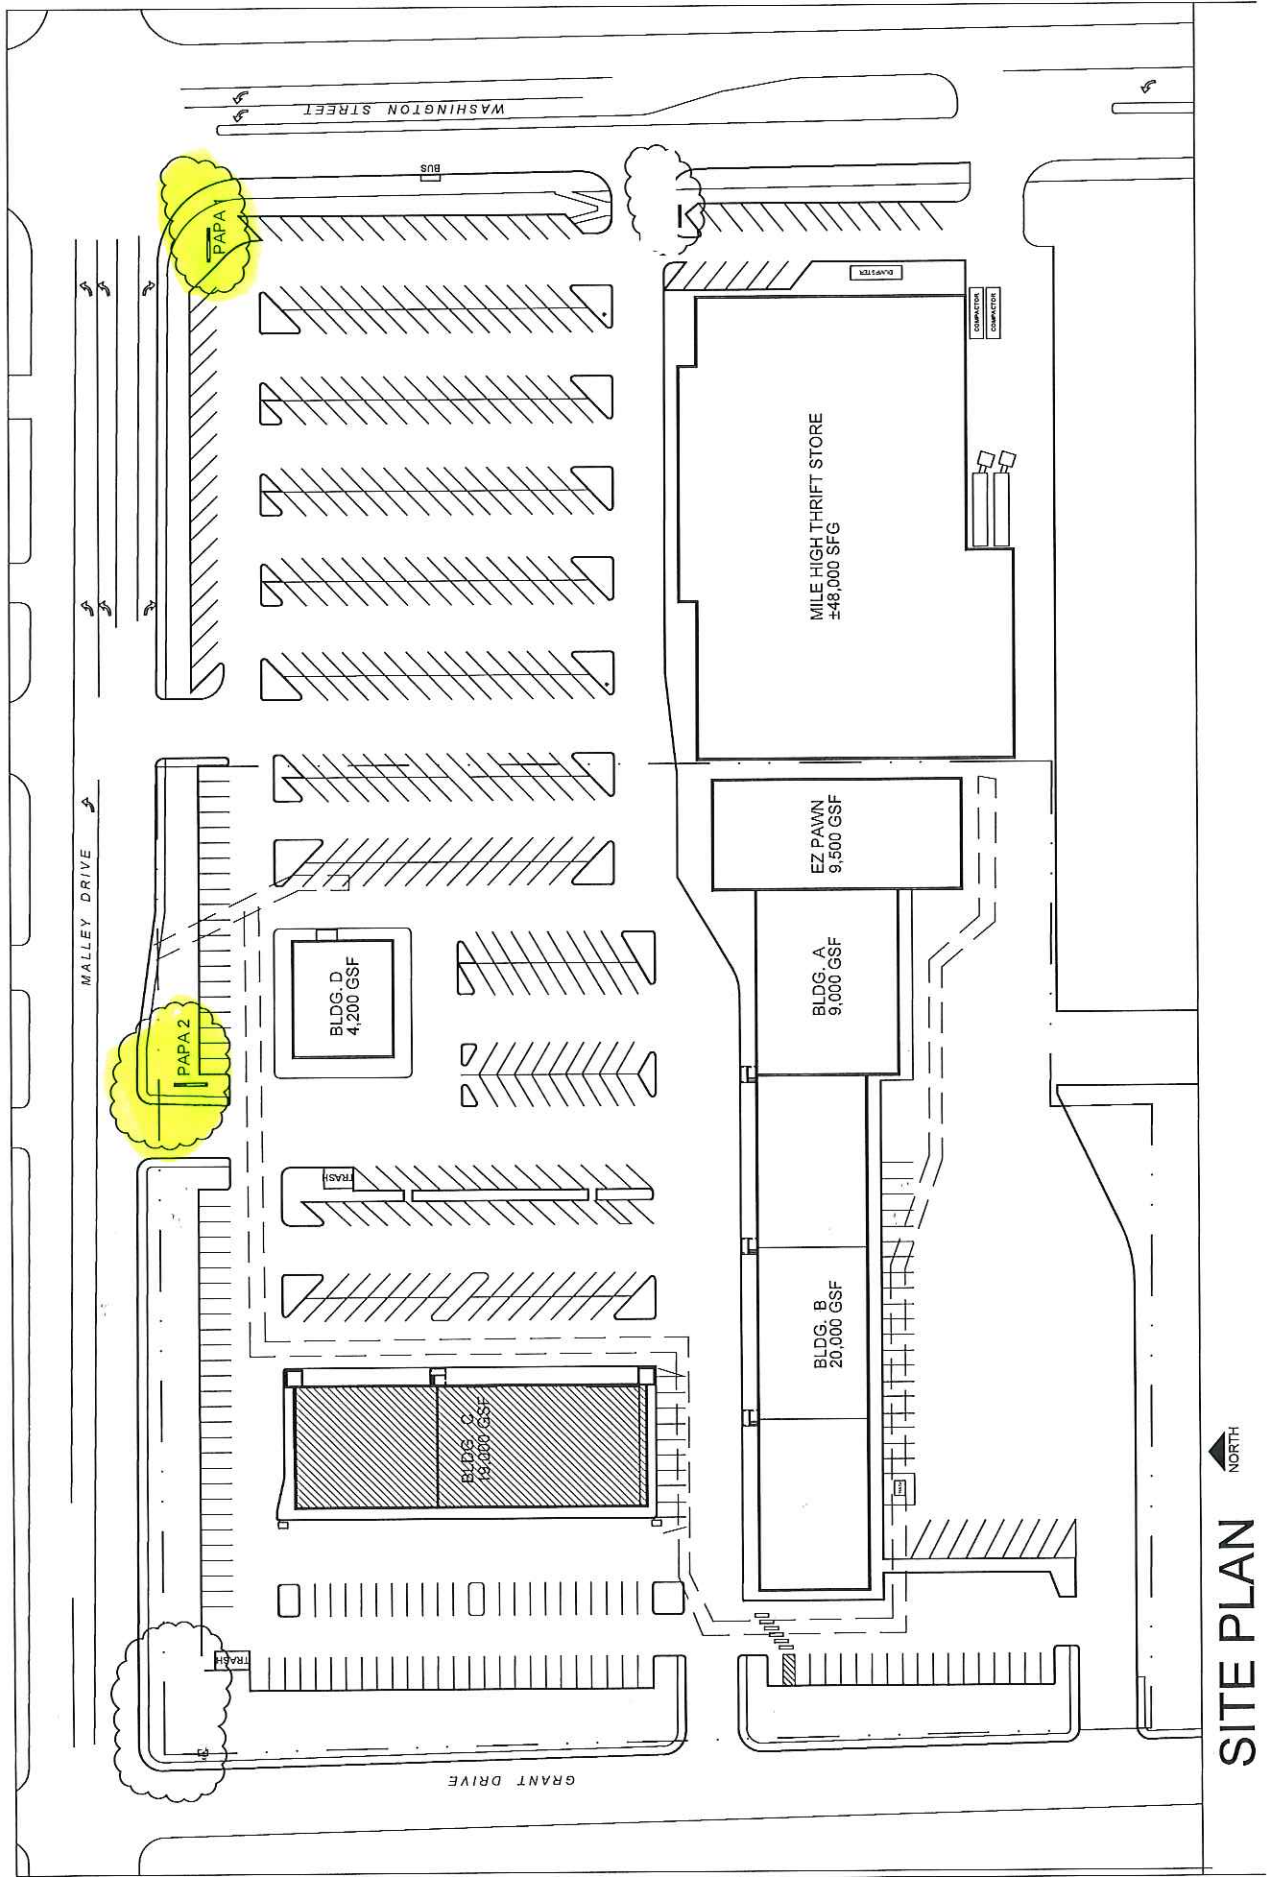 WASHINGTON STREET
BUS
PAPA 1
DUMPSTER
COMPACTOR
COMPACTOR
MILE HIGH THRIFT STORE
±48,000 SFG
MALLEY DRIVE
EZ PAWN
9,500 GSF
BLDG. A
9,000 GSF
BLDG. D
4,200 GSF
PAPA 2
TRASH
BLDG. B
20,000 GSF
BLDG. C
19,000 GSF
TRASH
TRASH
GRANT DRIVE
SITE PLAN
NORTH